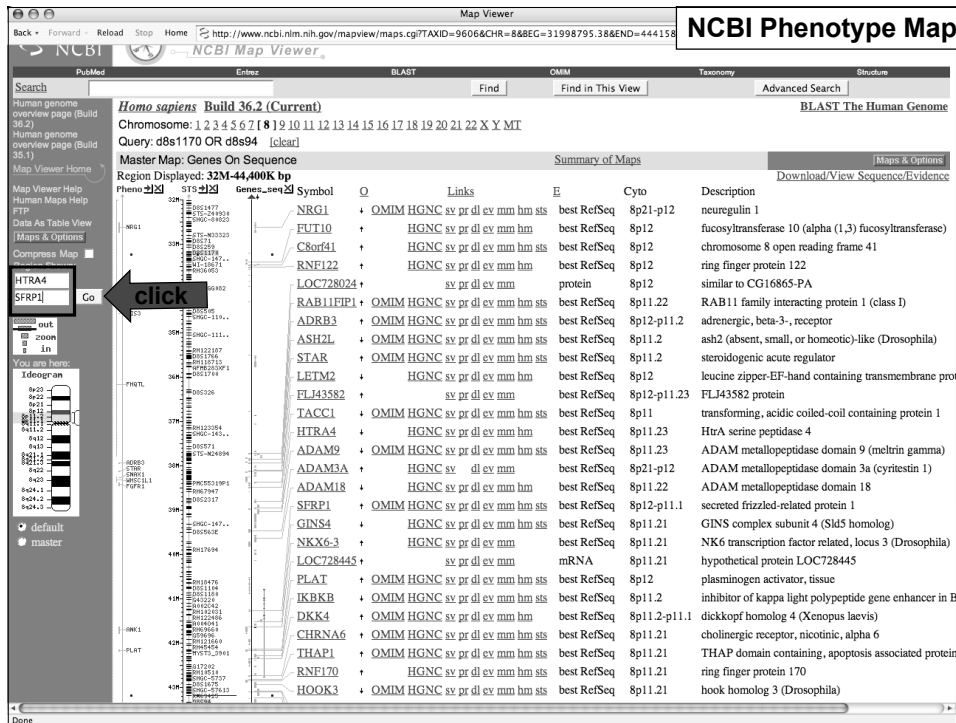 Map Viewer
Back Forward Reload Stop Home http://www.ncbi.nlm.nih.gov/mapview/maps.cgi?TAXID=9606&CHR=8&BEG=31998795.38&END=444158
NCBI Phenotype Map
NCBI Map Viewer
PubMed Entrez BLAST OMIM Taxonomy Structure
Search Find Find in This View Advanced Search
Human genome overview page (Build 36.2)
Human genome overview page (Build 35.1)
Map Viewer Home
Map Viewer Help
Human Maps Help
FTP
Data As Table View
Maps & Options
Compress Map
Region Shown:
HTRA4
SFRP1 Go
click
out
zoom
in
You are here:
Ideogram
8p23
8p22
8p21
8p12
8q11.2
8q12
8q13
8q21.1
8q21.3
8q22
8q23
8q24.1
8q24.2
8q24.3
default
master
Homo sapiens Build 36.2 (Current) BLAST The Human Genome
Chromosome: 1 2 3 4 5 6 7 [ 8 ] 9 10 11 12 13 14 15 16 17 18 19 20 21 22 X Y MT
Query: d8s1170 OR d8s94 [clear]
Master Map: Genes On Sequence Summary of Maps Maps & Options
Region Displayed: 32M-44,400K bp Download/View Sequence/Evidence
Pheno STS Genes_seq Symbol O Links E Cyto Description
NRG1 OMIM HGNC sv pr dl ev mm hm sts best RefSeq 8p21-p12 neuregulin 1
FUT10 HGNC sv pr dl ev mm hm best RefSeq 8p12 fucosyltransferase 10 (alpha (1,3) fucosyltransferase)
C8orf41 HGNC sv pr dl ev mm hm sts best RefSeq 8p12 chromosome 8 open reading frame 41
RNF122 HGNC sv pr dl ev mm hm best RefSeq 8p12 ring finger protein 122
LOC728024 sv pr dl ev mm protein 8p12 similar to CG16865-PA
RAB11FIP1 OMIM HGNC sv pr dl ev mm hm sts best RefSeq 8p11.22 RAB11 family interacting protein 1 (class I)
ADRB3 OMIM HGNC sv pr dl ev mm hm sts best RefSeq 8p12-p11.2 adrenergic, beta-3-, receptor
ASH2L OMIM HGNC sv pr dl ev mm hm sts best RefSeq 8p11.2 ash2 (absent, small, or homeotic)-like (Drosophila)
STAR OMIM HGNC sv pr dl ev mm hm sts best RefSeq 8p11.2 steroidogenic acute regulator
LETM2 HGNC sv pr dl ev mm hm sts best RefSeq 8p12 leucine zipper-EF-hand containing transmembrane prot
FLJ43582 sv pr dl ev mm best RefSeq 8p12-p11.23 FLJ43582 protein
TACC1 OMIM HGNC sv pr dl ev mm hm sts best RefSeq 8p11 transforming, acidic coiled-coil containing protein 1
HTRA4 HGNC sv pr dl ev mm hm sts best RefSeq 8p11.23 HtrA serine peptidase 4
ADAM9 OMIM HGNC sv pr dl ev mm hm sts best RefSeq 8p11.23 ADAM metallopeptidase domain 9 (meltrin gamma)
ADAM3A HGNC sv dl ev mm best RefSeq 8p21-p12 ADAM metallopeptidase domain 3a (cyritestin 1)
ADAM18 HGNC sv pr dl ev mm hm sts best RefSeq 8p11.22 ADAM metallopeptidase domain 18
SFRP1 OMIM HGNC sv pr dl ev mm hm sts best RefSeq 8p12-p11.1 secreted frizzled-related protein 1
GINS4 HGNC sv pr dl ev mm hm sts best RefSeq 8p11.21 GINS complex subunit 4 (Sld5 homolog)
NKX6-3 HGNC sv pr dl ev mm best RefSeq 8p11.21 NK6 transcription factor related, locus 3 (Drosophila)
LOC728445 sv pr dl ev mm mRNA 8p11.21 hypothetical protein LOC728445
PLAT OMIM HGNC sv pr dl ev mm hm sts best RefSeq 8p12 plasminogen activator, tissue
IKBKB OMIM HGNC sv pr dl ev mm hm sts best RefSeq 8p11.2 inhibitor of kappa light polypeptide gene enhancer in B
DKK4 OMIM HGNC sv pr dl ev mm hm best RefSeq 8p11.2-p11.1 dickkopf homolog 4 (Xenopus laevis)
CHRNA6 OMIM HGNC sv pr dl ev mm hm sts best RefSeq 8p11.21 cholinergic receptor, nicotinic, alpha 6
THAP1 OMIM HGNC sv pr dl ev mm hm sts best RefSeq 8p11.21 THAP domain containing, apoptosis associated protein
RNF170 HGNC sv pr dl ev mm hm sts best RefSeq 8p11.21 ring finger protein 170
HOOK3 OMIM HGNC sv pr dl ev mm hm sts best RefSeq 8p11.21 hook homolog 3 (Drosophila)
Done